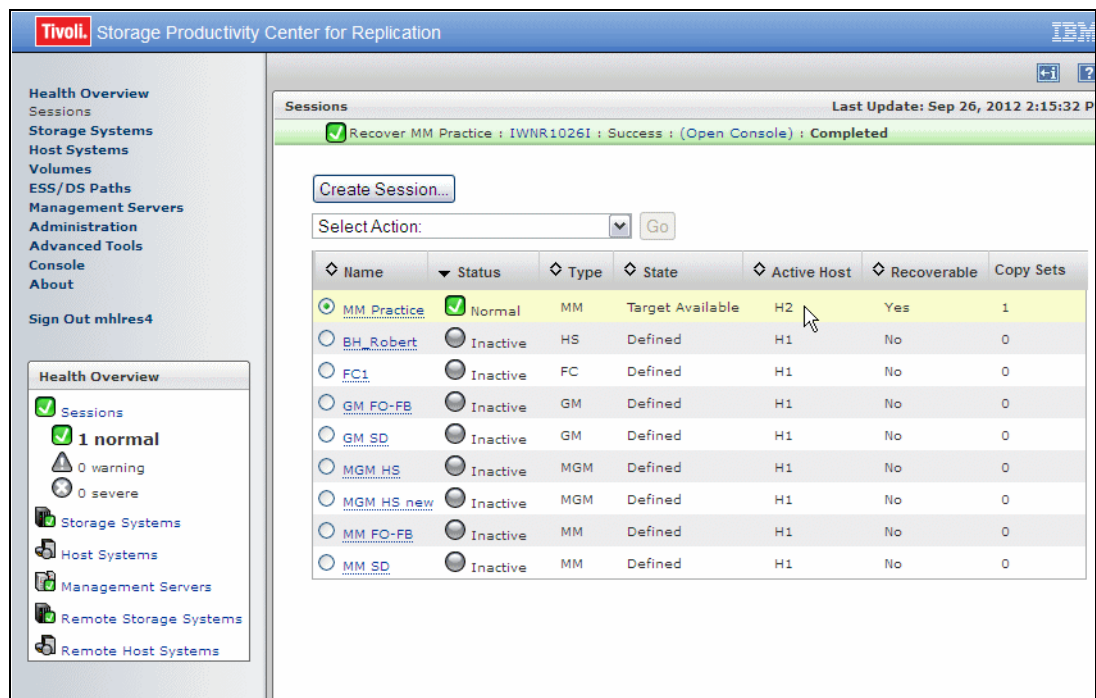 Tivoli. Storage Productivity Center for Replication
IBM
Health Overview
Sessions
Storage Systems
Host Systems
Volumes
ESS/DS Paths
Management Servers
Administration
Advanced Tools
Console
About
Sign Out mhlres4
Health Overview
Sessions
1 normal
0 warning
0 severe
Storage Systems
Host Systems
Management Servers
Remote Storage Systems
Remote Host Systems
i ?
Sessions Last Update: Sep 26, 2012 2:15:32 P
Recover MM Practice : IWNR1026I : Success : (Open Console) : Completed
Create Session...
Select Action: Go
Name Status Type State Active Host Recoverable Copy Sets
MM Practice Normal MM Target Available H2 Yes 1
BH_Robert Inactive HS Defined H1 No 0
FC1 Inactive FC Defined H1 No 0
GM FO-FB Inactive GM Defined H1 No 0
GM SD Inactive GM Defined H1 No 0
MGM HS Inactive MGM Defined H1 No 0
MGM HS new Inactive MGM Defined H1 No 0
MM FO-FB Inactive MM Defined H1 No 0
MM SD Inactive MM Defined H1 No 0